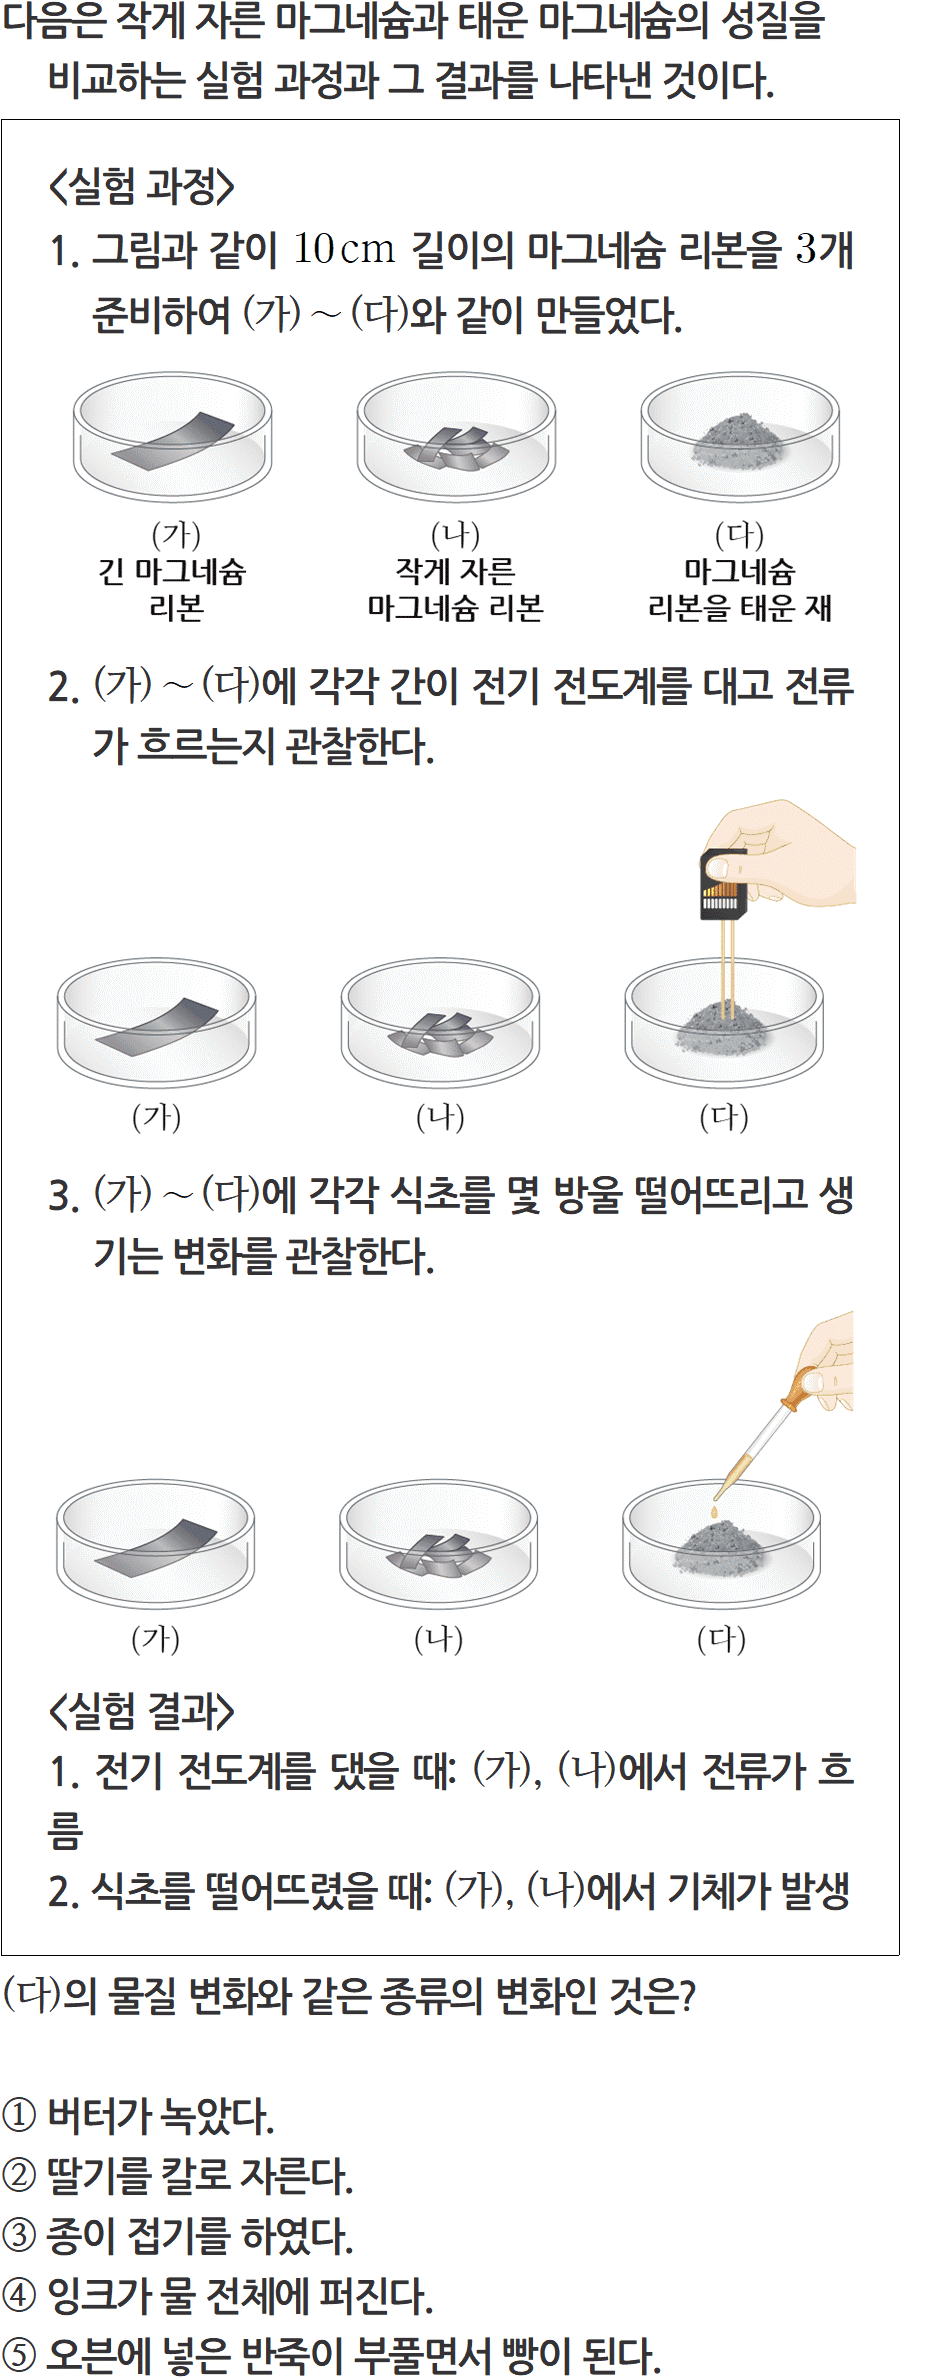 다음은 작게 자른 마그네슘과 태운 마그네슘의 성질을
비교하는 실험 과정과 그 결과를 나타낸 것이다.
<실험 과정>
1. 그림과 같이 10 cm 길이의 마그네슘 리본을 3개
준비하여 (가) ~ (다)와 같이 만들었다.
(가) (나) (다)
긴 마그네슘 작게 자른 마그네슘
리본 마그네슘 리본 리본을 태운 재
2. (가) ~ (다)에 각각 간이 전기 전도계를 대고 전류
가 흐르는지 관찰한다.
(가) (나) (다)
3. (가) ~ (다)에 각각 식초를 몇 방울 떨어뜨리고 생
기는 변화를 관찰한다.
(가) (나) (다)
<실험 결과>
1. 전기 전도계를 댔을 때: (가), (나)에서 전류가 흐
름
2. 식초를 떨어뜨렸을 때: (가), (나)에서 기체가 발생
(다)의 물질 변화와 같은 종류의 변화인 것은?
① 버터가 녹았다.
② 딸기를 칼로 자른다.
③ 종이 접기를 하였다.
④ 잉크가 물 전체에 퍼진다.
⑤ 오븐에 넣은 반죽이 부풀면서 빵이 된다.